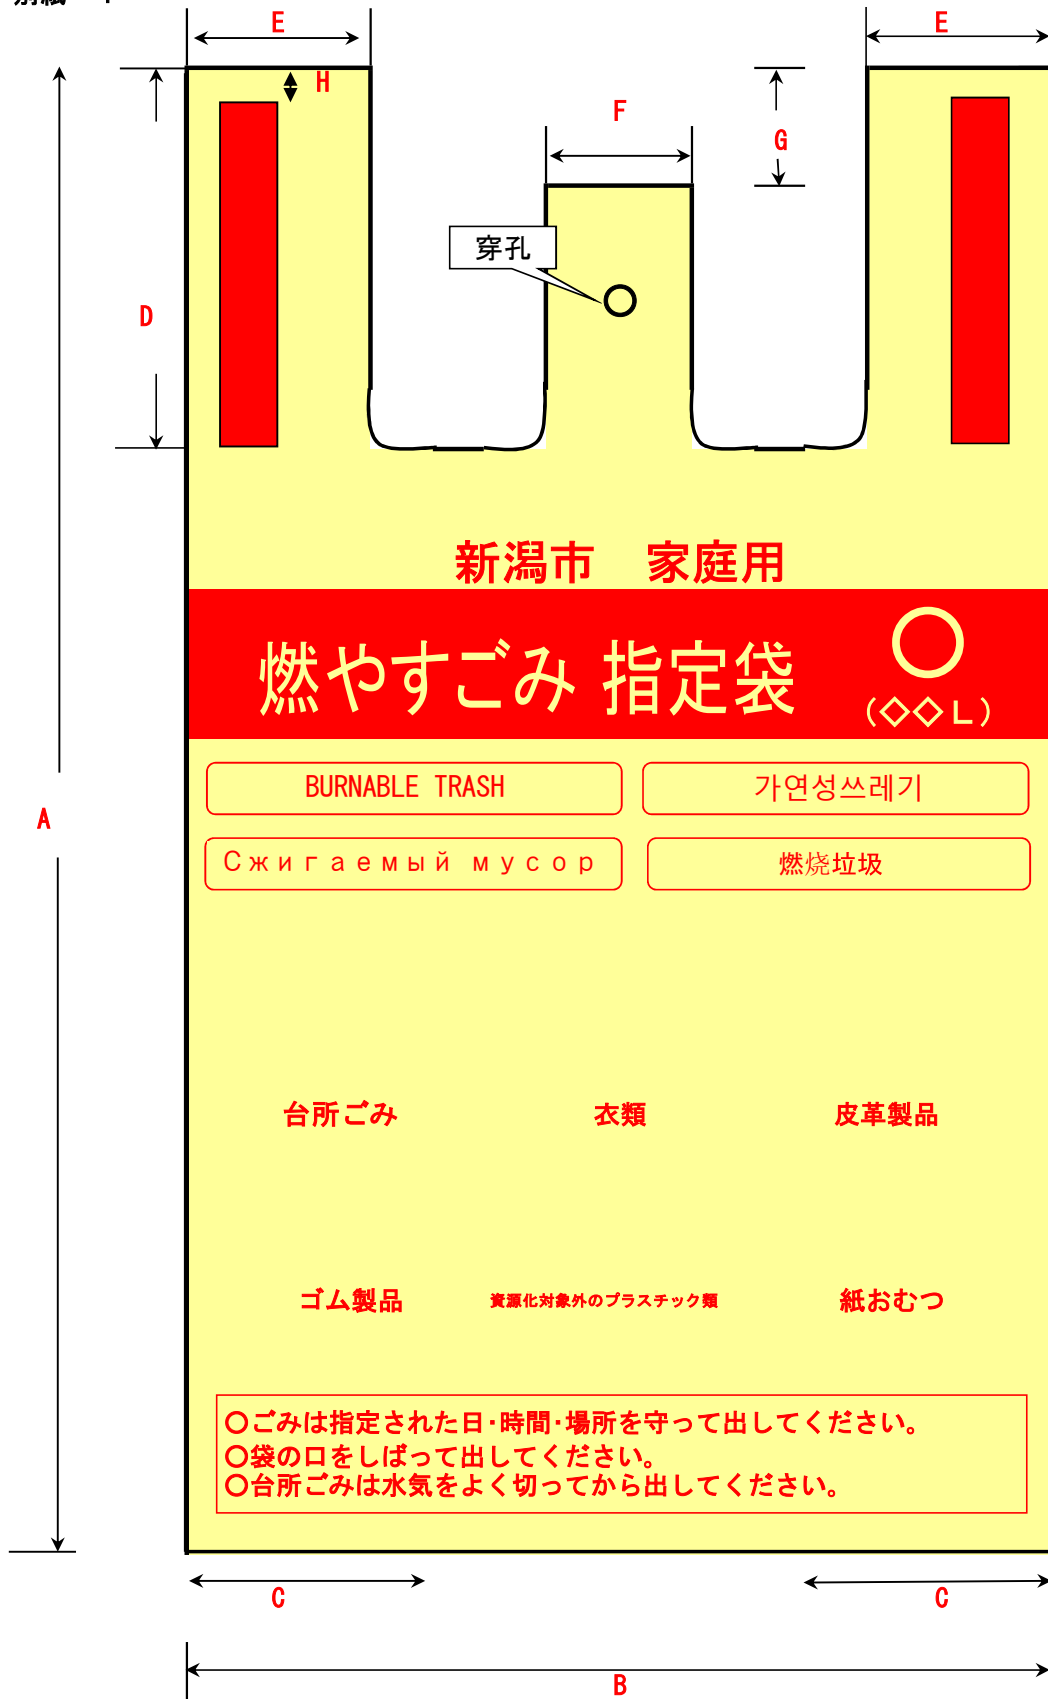 E
E
H
F
G
穿孔
D
新潟市　家庭用
燃やすごみ 指定袋
○
(◇◇L)
BURNABLE TRASH
가연성쓰레기
A
Сжигаемый мусор
燃烧垃圾
台所ごみ
衣類
皮革製品
ゴム製品
資源化対象外のプラスチック類
紙おむつ
○ごみは指定された日・時間・場所を守って出してください。
○袋の口をしばって出してください。
○台所ごみは水気をよく切ってから出してください。
C
C
B